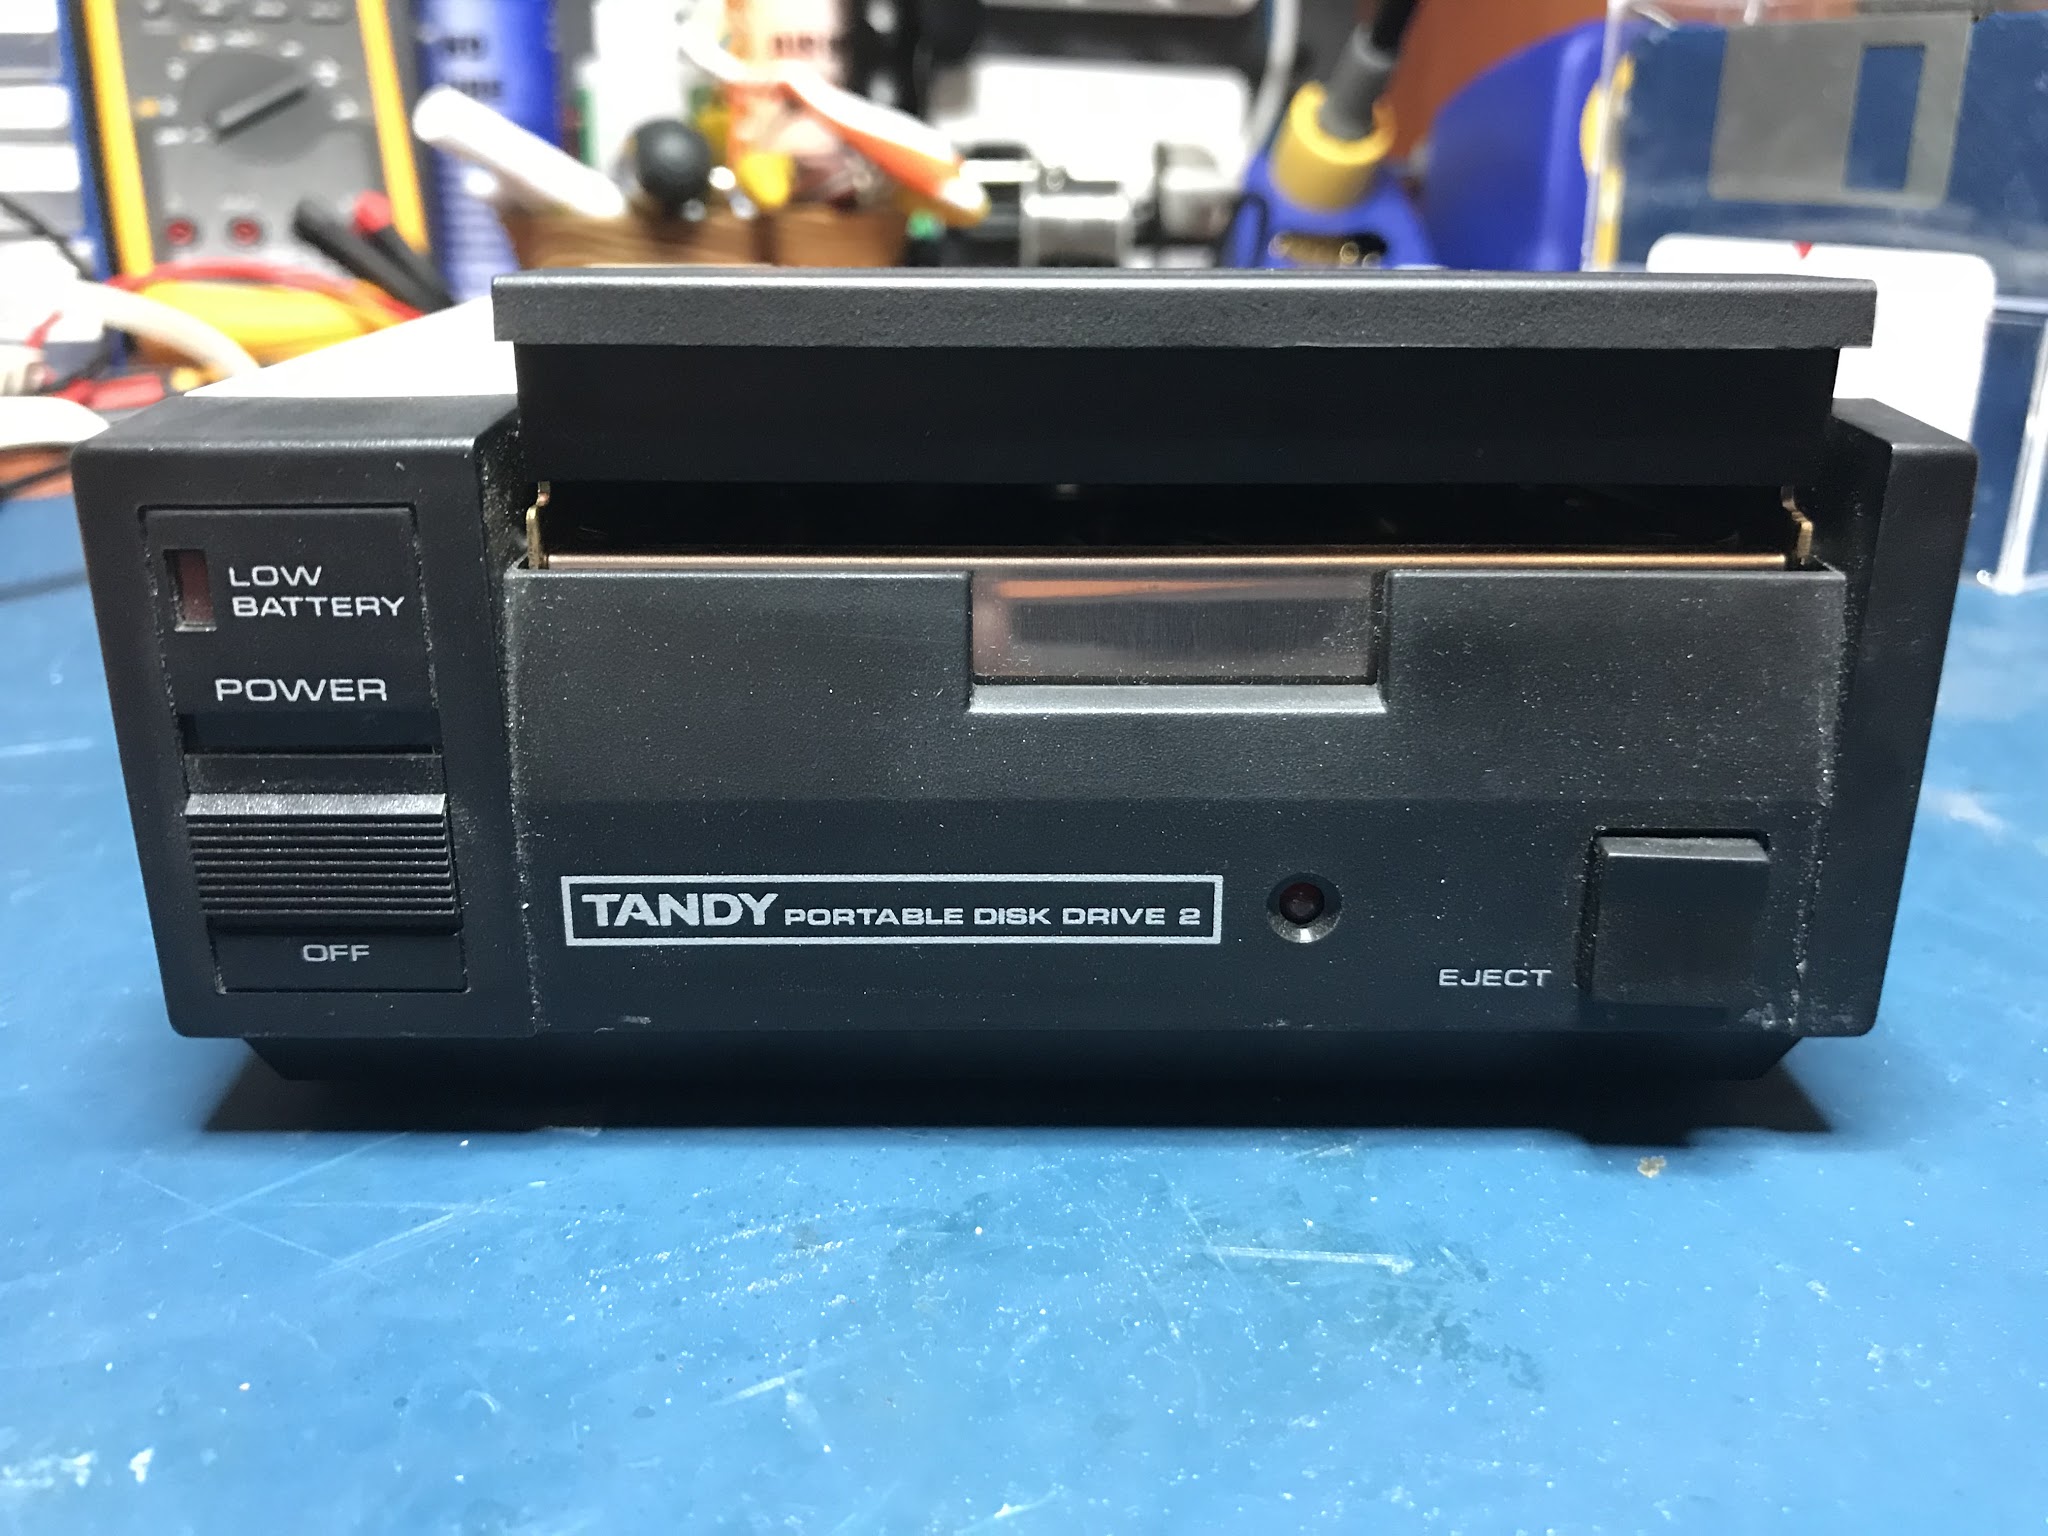 LOW
BATTERY
POWER
OFF
TANDY PORTABLE DISK DRIVE 2
EJECT